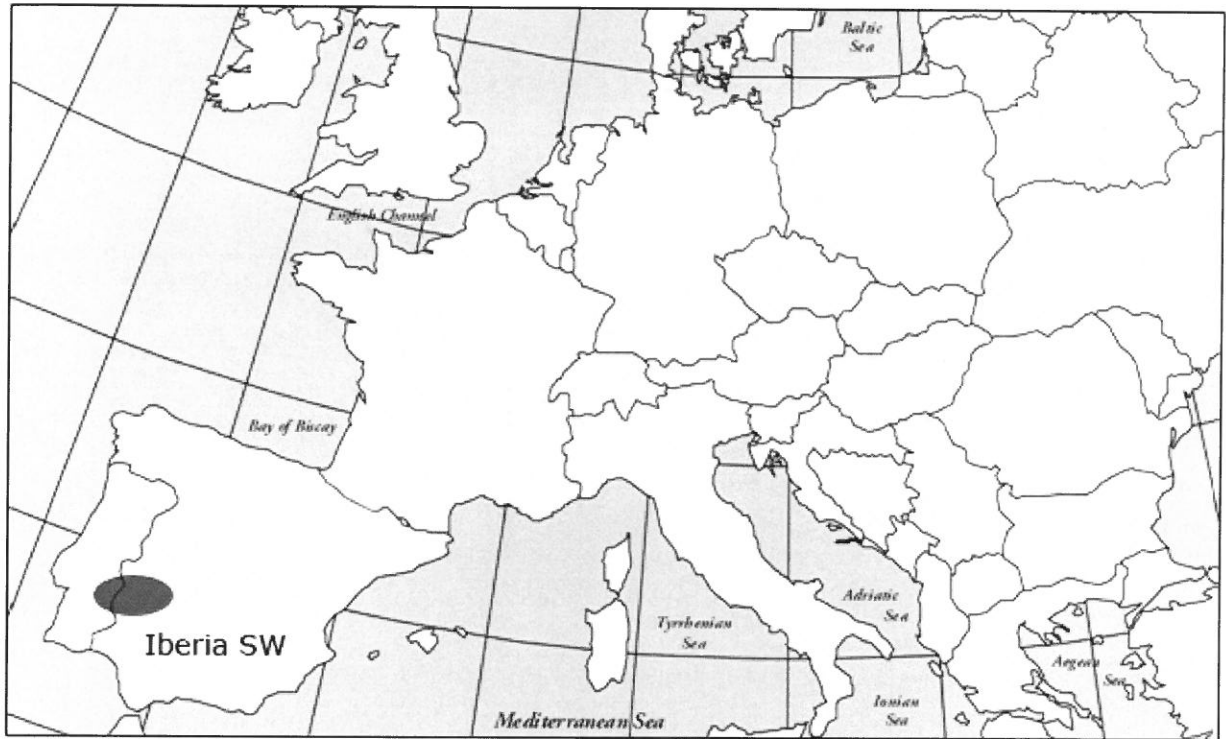 Baltic
Sea
English Channel
Bay of Biscay
Adriatic
Sea
Tyrrhenian
Sea
Iberia SW
Aegean
Sea
Ionian
Sea
Mediterranean Sea